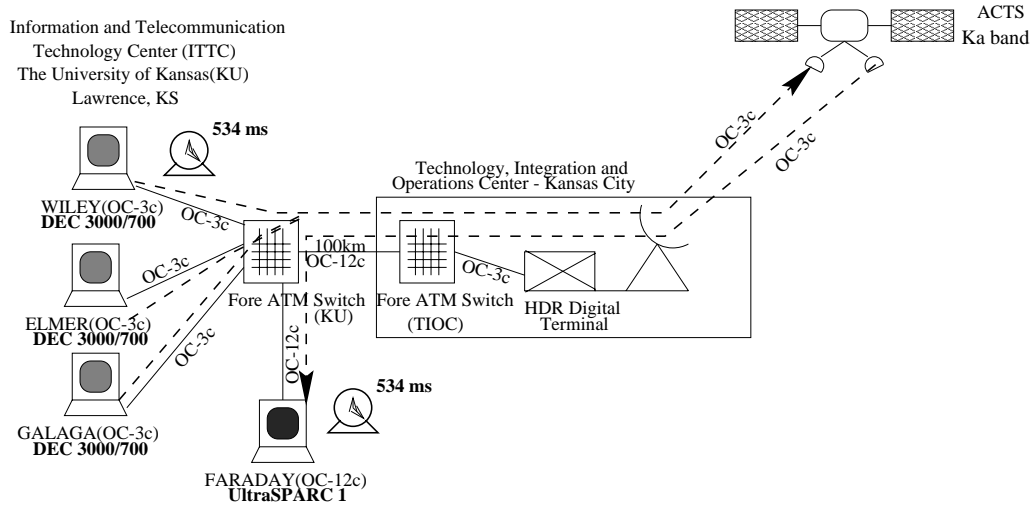 Information and Telecommunication
Technology Center (ITTC)
The University of Kansas(KU)
Lawrence, KS
ACTS
Ka band
534 ms
WILEY(OC-3c)
DEC 3000/700
OC-3c
OC-3c
OC-3c
Technology, Integration and
Operations Center - Kansas City
100km
OC-12c
OC-3c
OC-3c
Fore ATM Switch
(KU)
Fore ATM Switch
(TIOC)
OC-3c
HDR Digital
Terminal
ELMER(OC-3c)
DEC 3000/700
OC-3c
OC-12c
534 ms
GALAGA(OC-3c)
DEC 3000/700
FARADAY(OC-12c)
UltraSPARC 1